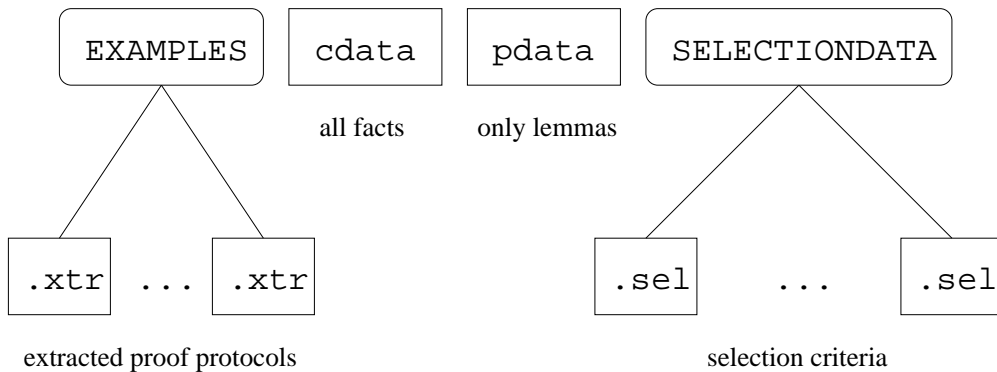 EXAMPLES cdata pdata SELECTIONDATA
all facts only lemmas
.xtr ... .xtr .sel ... .sel
extracted proof protocols selection criteria